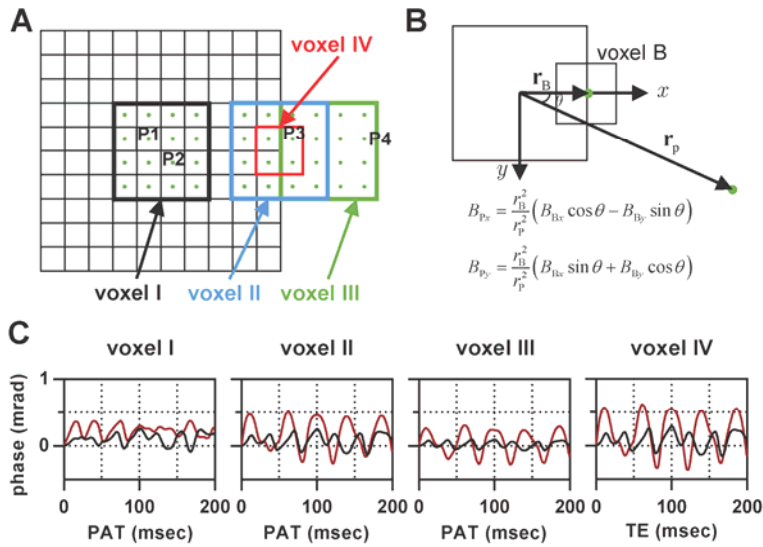 A
voxel IV
P1
P2
P3
P4
voxel I
voxel II
voxel III
B
voxel B
r_B
θ
x
r_p
y
B_Px = r_B^2 / r_P^2 (B_Bx cos θ − B_By sin θ)
B_Py = r_B^2 / r_P^2 (B_Bx sin θ + B_By cos θ)
C
voxel I
voxel II
voxel III
voxel IV
phase (mrad)
1
0
0 100 200
0 100 200
0 100 200
0 100 200
PAT (msec)
PAT (msec)
PAT (msec)
TE (msec)